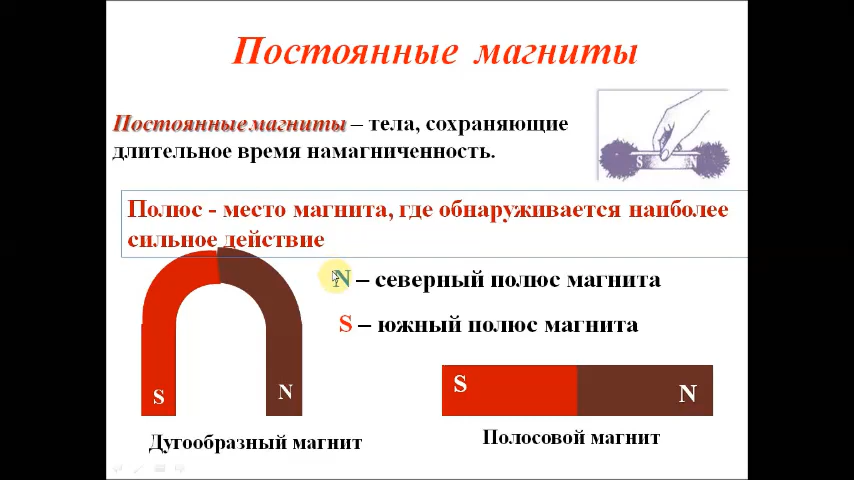 Постоянные магниты
Постоянные магниты – тела, сохраняющие
длительное время намагниченность.
S N
Полюс - место магнита, где обнаруживается наиболее
сильное действие
N – северный полюс магнита
S – южный полюс магнита
S N
S N
Дугообразный магнит
Полосовой магнит